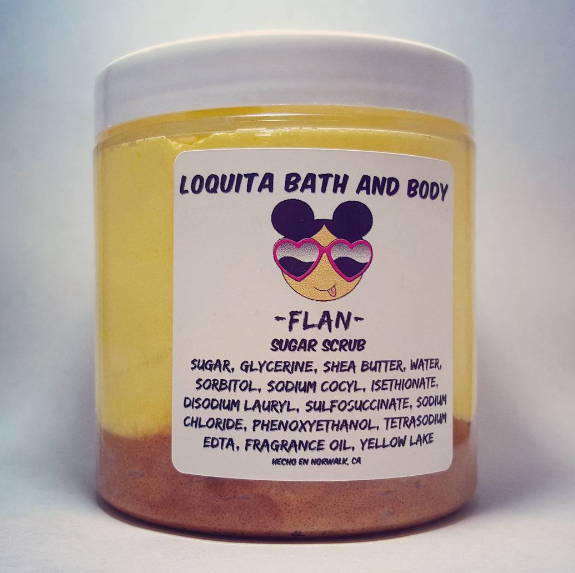 LOQUITA BATH AND BODY
-FLAN-
SUGAR SCRUB
SUGAR, GLYCERINE, SHEA BUTTER, WATER,
SORBITOL, SODIUM COCYL, ISETHIONATE,
DISODIUM LAURYL, SULFOSUCCINATE, SODIUM
CHLORIDE, PHENOXYETHANOL, TETRASODIUM
EDTA, FRAGRANCE OIL, YELLOW LAKE
HECHO EN NORWALK, CA